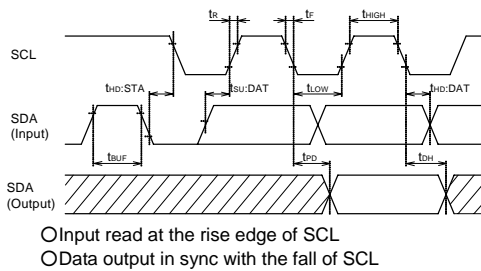 tR tF tHIGH
SCL
tHD:STA tSU:DAT tLOW tHD:DAT
SDA
(Input)
tBUF tPD tDH
SDA
(Output)
○Input read at the rise edge of SCL
○Data output in sync with the fall of SCL